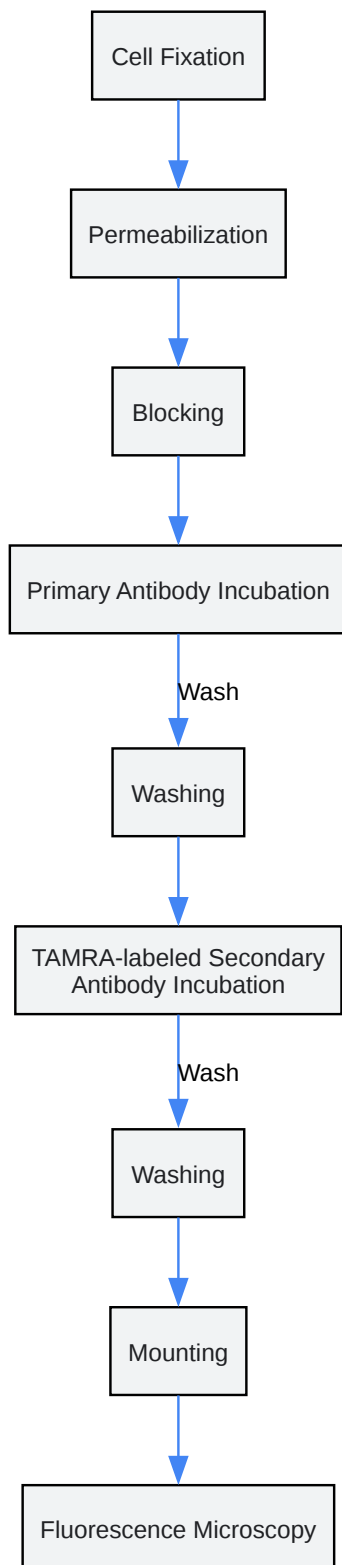 Cell Fixation
Permeabilization
Blocking
Primary Antibody Incubation
Wash
Washing
TAMRA-labeled Secondary
Antibody Incubation
Wash
Washing
Mounting
Fluorescence Microscopy